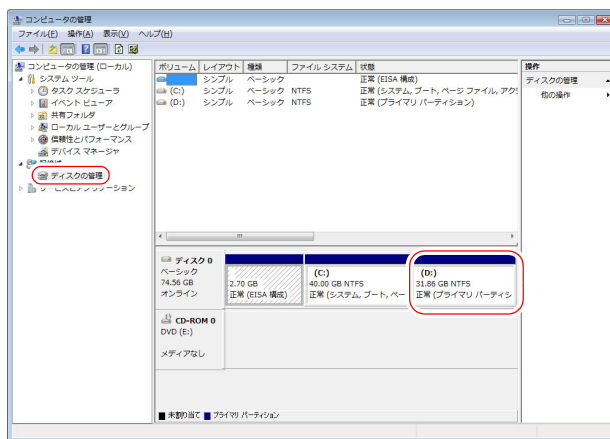 コンピュータの管理
ファイル(F) 操作(A) 表示(V) ヘルプ(H)
コンピュータの管理 (ローカル)
システム ツール
タスク スケジューラ
イベント ビューア
共有フォルダ
ローカル ユーザーとグループ
信頼性とパフォーマンス
デバイス マネージャ
ディスクの管理
ボリューム レイアウト 種類 ファイル システム 状態
シンプル ベーシック 正常 (EISA 構成)
(C:) シンプル ベーシック NTFS 正常 (システム, ブート, ページ ファイル, アク
(D:) シンプル ベーシック NTFS 正常 (プライマリ パーティション)
操作
ディスクの管理
他の操作
ディスク 0
ベーシック
74.56 GB
オンライン
2.70 GB
正常 (EISA 構成)
(C:)
40.00 GB NTFS
正常 (システム, ブート, ペー
(D:)
31.86 GB NTFS
正常 (プライマリ パーティシ
CD-ROM 0
DVD (E:)
メディアなし
未割り当て プライマリ パーティション